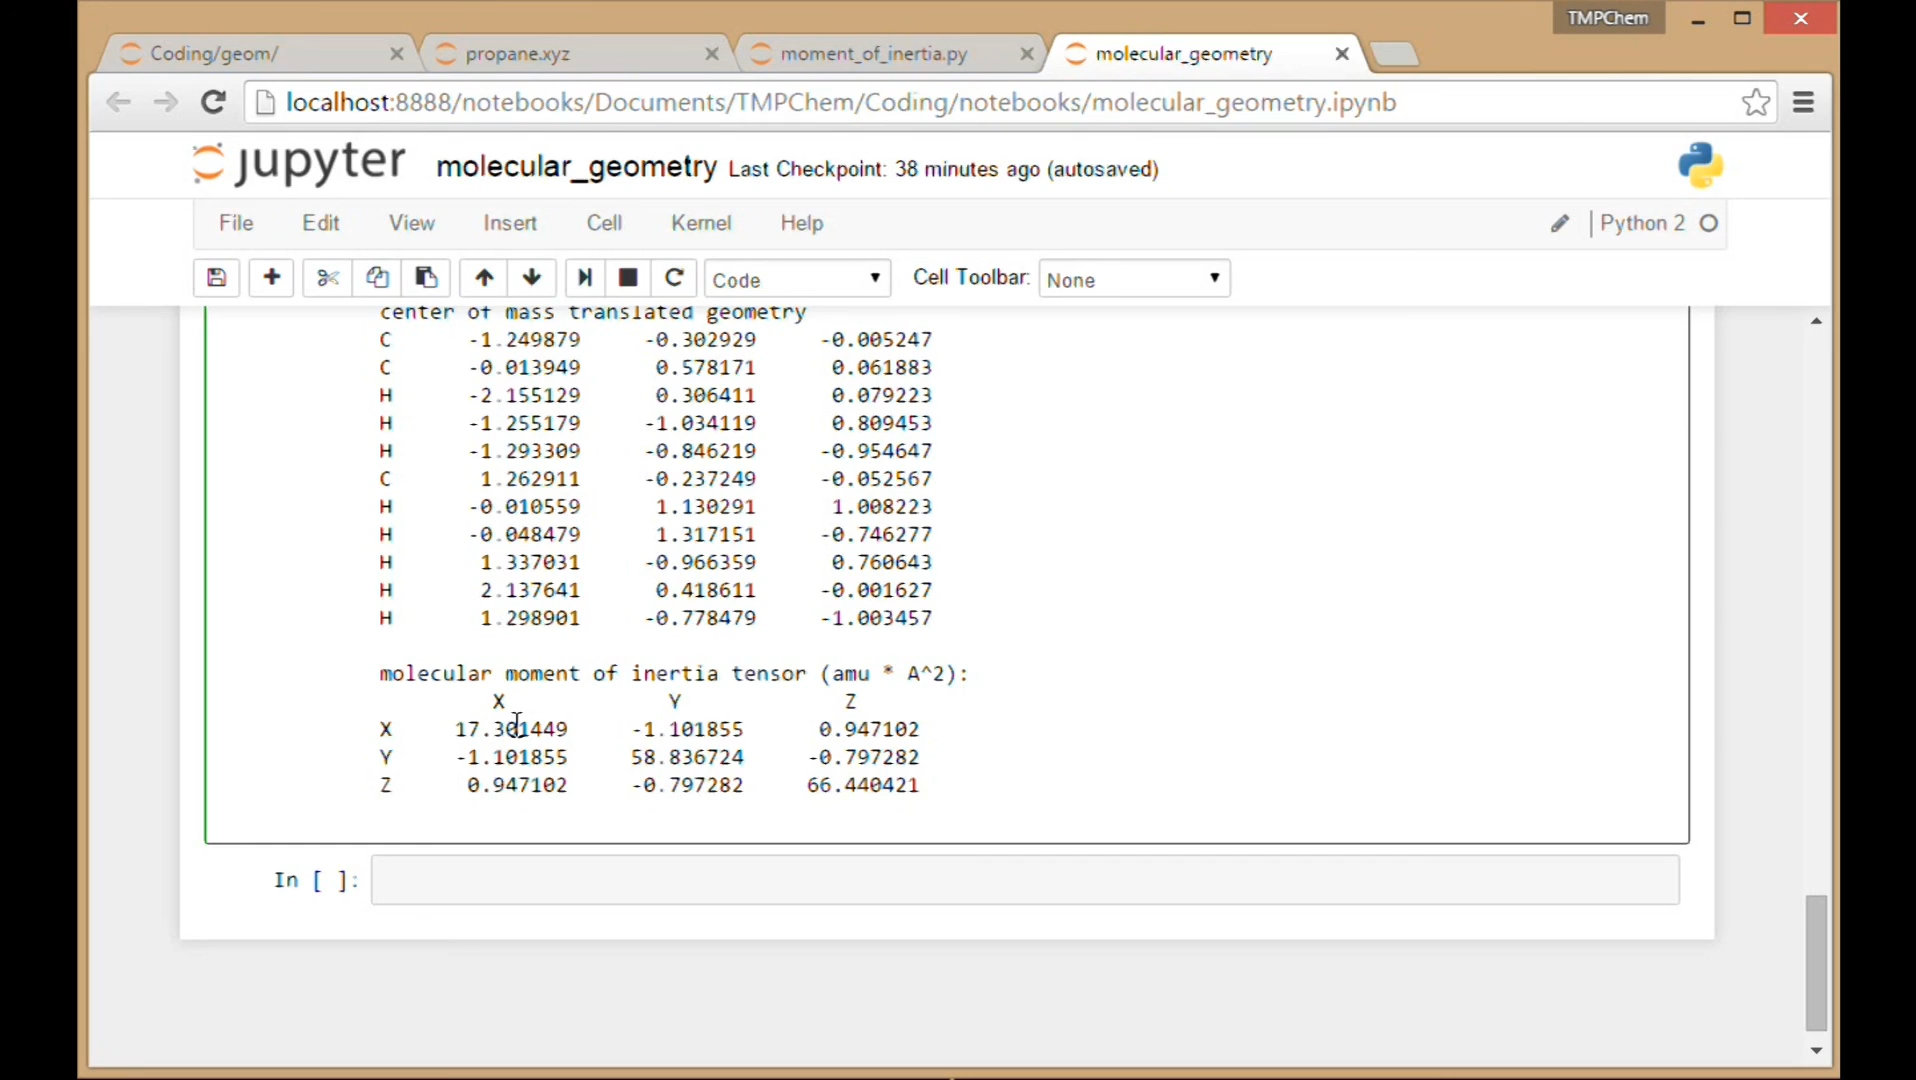 TMPChem
Coding/geom/ propane.xyz moment_of_inertia.py molecular_geometry
localhost:8888/notebooks/Documents/TMPChem/Coding/notebooks/molecular_geometry.ipynb
jupyter molecular_geometry Last Checkpoint: 38 minutes ago (autosaved)
File Edit View Insert Cell Kernel Help Python 2
Code Cell Toolbar: None
center of mass translated geometry
C -1.249879 -0.302929 -0.005247
C -0.013949 0.578171 0.061883
H -2.155129 0.306411 0.079223
H -1.255179 -1.034119 0.809453
H -1.293309 -0.846219 -0.954647
C 1.262911 -0.237249 -0.052567
H -0.010559 1.130291 1.008223
H -0.048479 1.317151 -0.746277
H 1.337031 -0.966359 0.760643
H 2.137641 0.418611 -0.001627
H 1.298901 -0.778479 -1.003457
molecular moment of inertia tensor (amu * A^2):
X Y Z
X 17.301449 -1.101855 0.947102
Y -1.101855 58.836724 -0.797282
Z 0.947102 -0.797282 66.440421
In [ ]: